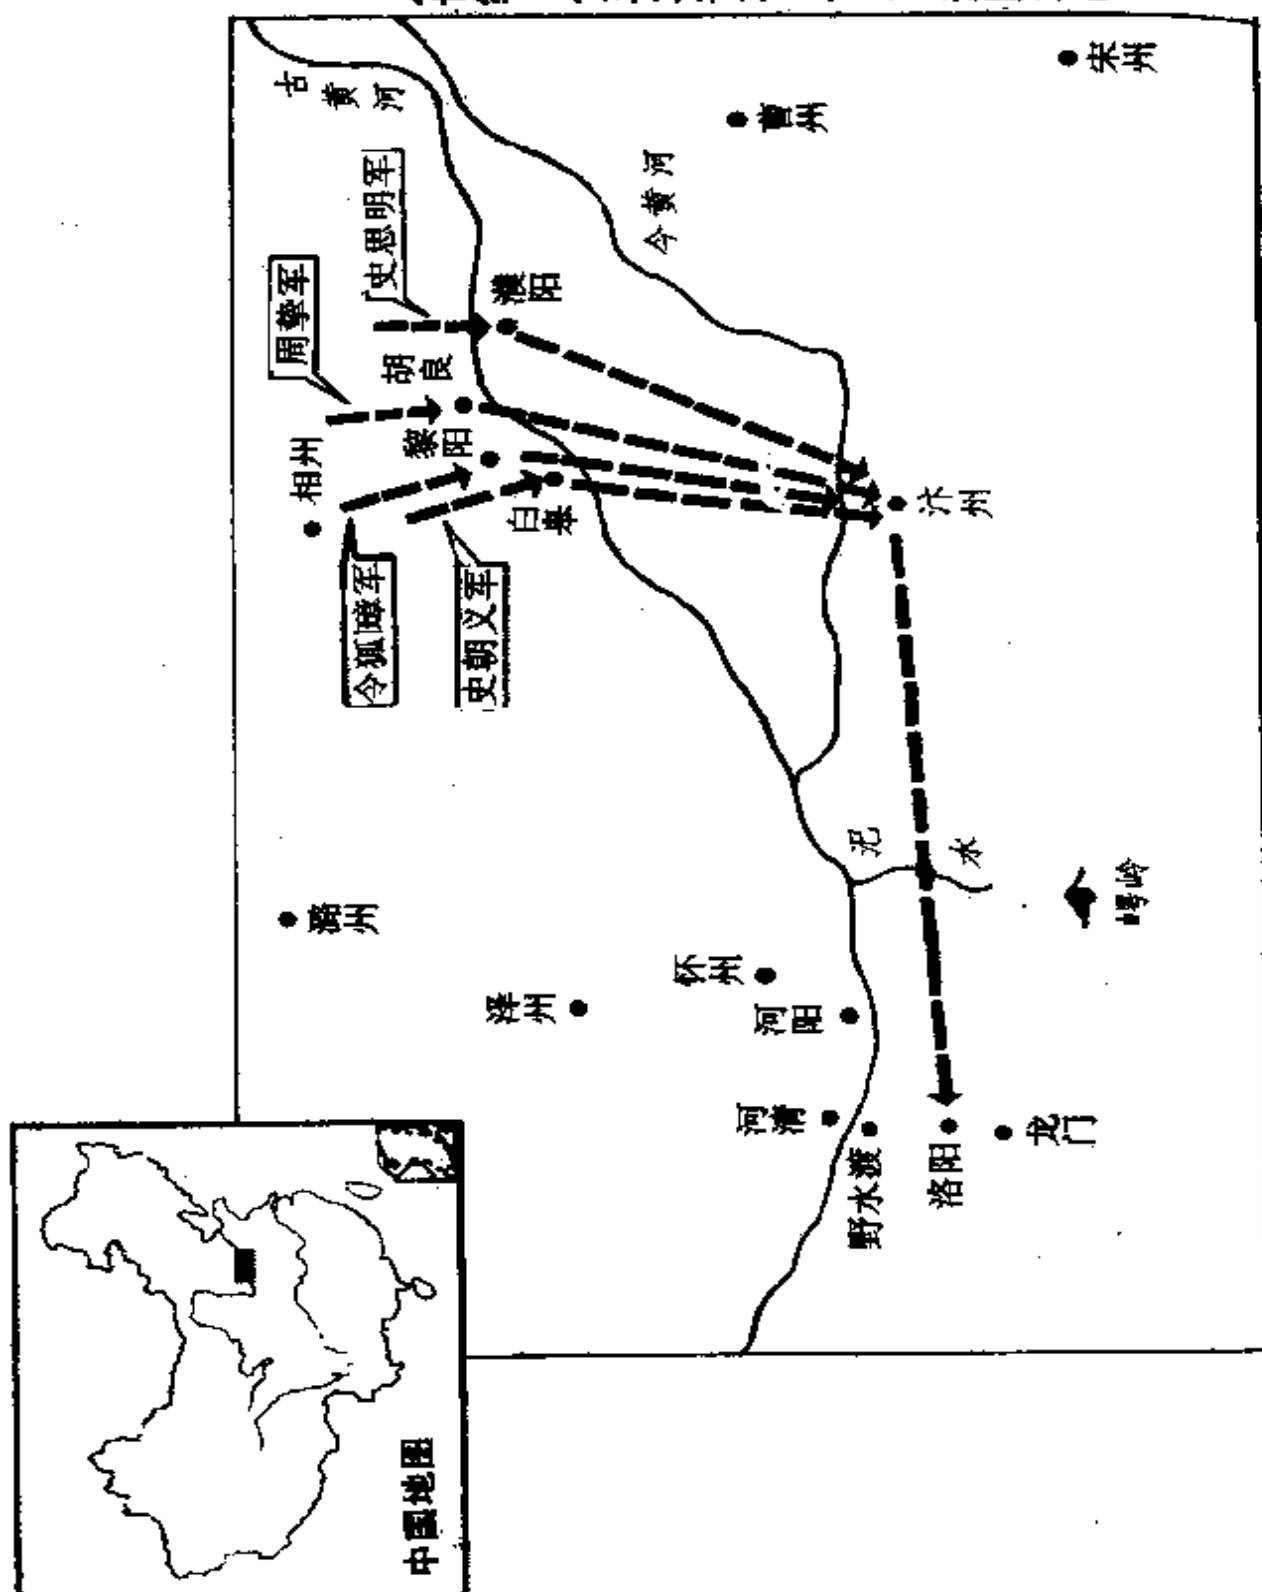 古黄河
今黄河
宋州
曹州
史思明军
周挚军
濮阳
胡良
黎阳
相州
白皋
令狐璋军
史朝义军
汴州
汜水
崿岭
潞州
泽州
怀州
河阳
河清
野水渡
洛阳
龙门
中国地图